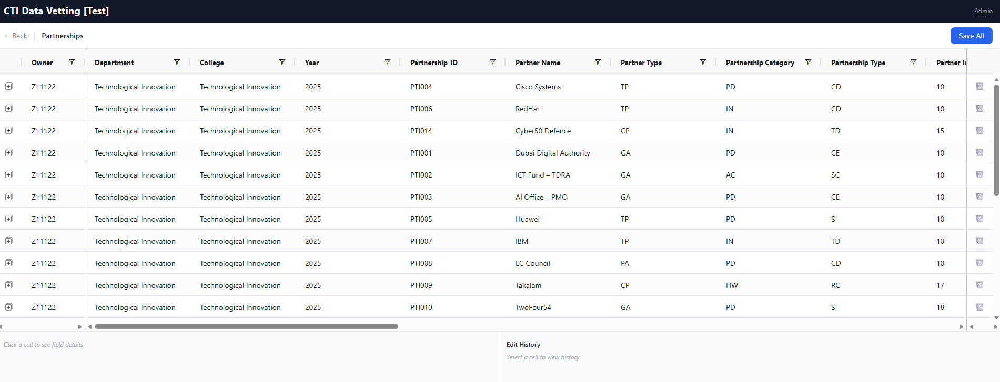 CTI Data Vetting [Test] Admin
← Back | Partnerships Save All
Owner Department College Year Partnership_ID Partner Name Partner Type Partnership Category Partnership Type Partner
Z11122 Technological Innovation Technological Innovation 2025 PTI004 Cisco Systems TP PD CD 10
Z11122 Technological Innovation Technological Innovation 2025 PTI006 RedHat TP IN CD 10
Z11122 Technological Innovation Technological Innovation 2025 PTI014 Cyber50 Defence CP IN TD 15
Z11122 Technological Innovation Technological Innovation 2025 PTI001 Dubai Digital Authority GA PD CE 10
Z11122 Technological Innovation Technological Innovation 2025 PTI002 ICT Fund – TDRA GA AC SC 10
Z11122 Technological Innovation Technological Innovation 2025 PTI003 AI Office – PMO GA PD CE 10
Z11122 Technological Innovation Technological Innovation 2025 PTI005 Huawei TP PD SI 10
Z11122 Technological Innovation Technological Innovation 2025 PTI007 IBM TP IN TD 10
Z11122 Technological Innovation Technological Innovation 2025 PTI008 EC Council PA PD CD 10
Z11122 Technological Innovation Technological Innovation 2025 PTI009 Takalam CP HW RC 17
Z11122 Technological Innovation Technological Innovation 2025 PTI010 TwoFour54 GA PD SI 18
Click a cell to see field details Edit History
Select a cell to view history